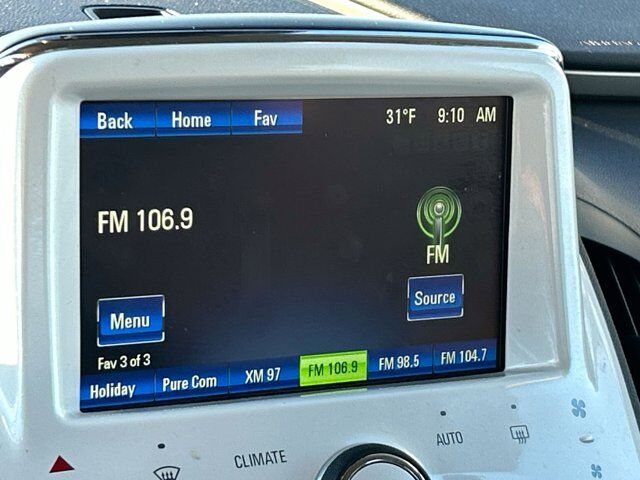 Back Home Fav 31°F 9:10 AM
FM 106.9
FM
Menu Source
Fav 3 of 3
Holiday Pure Com XM 97 FM 106.9 FM 98.5 FM 104.7
CLIMATE AUTO